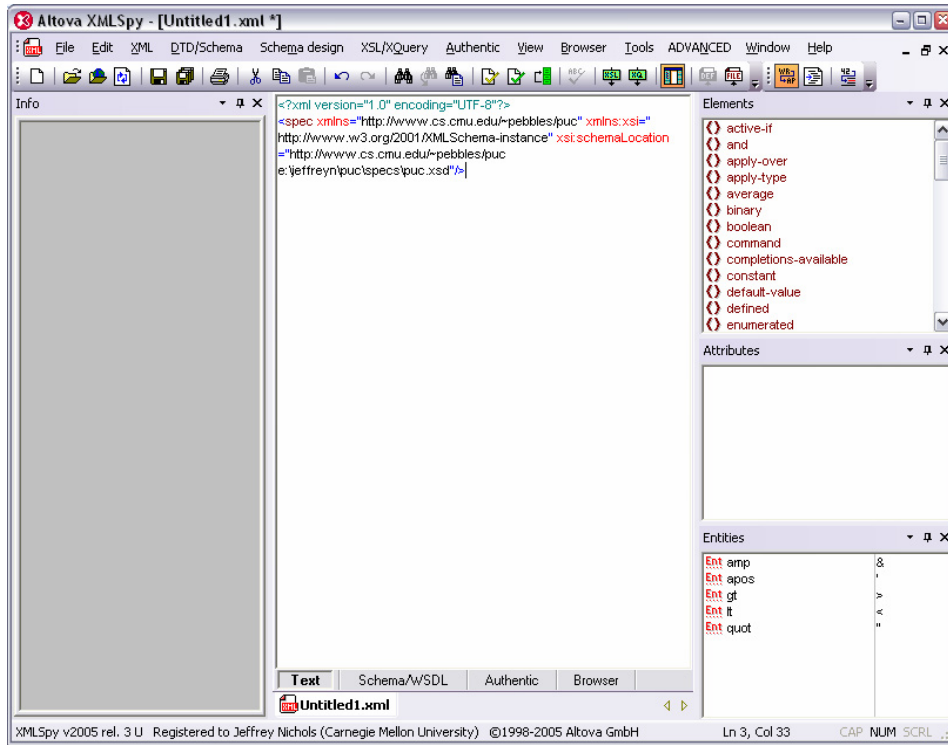 Altova XMLSpy - [Untitled1.xml *]
File Edit XML DTD/Schema Schema design XSL/XQuery Authentic View Browser Tools ADVANCED Window Help
Info
<?xml version="1.0" encoding="UTF-8"?>
<spec xmlns="http://www.cs.cmu.edu/~pebbles/puc" xmlns:xsi="
http://www.w3.org/2001/XMLSchema-instance" xsi:schemaLocation
="http://www.cs.cmu.edu/~pebbles/puc
e:\jeffreyn\puc\specs\puc.xsd"/>
Elements
active-if
and
apply-over
apply-type
average
binary
boolean
command
completions-available
constant
default-value
defined
enumerated
Attributes
Entities
Ent amp &
Ent apos '
Ent gt >
Ent lt <
Ent quot "
Text Schema/WSDL Authentic Browser
Untitled1.xml
XMLSpy v2005 rel. 3 U Registered to Jeffrey Nichols (Carnegie Mellon University) ©1998-2005 Altova GmbH Ln 3, Col 33 CAP NUM SCRL